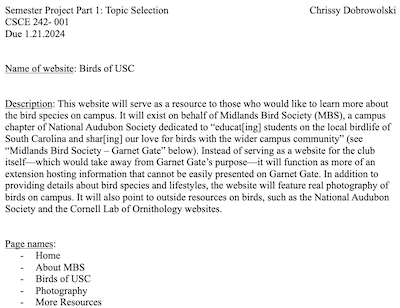 Semester Project Part 1: Topic Selection Chrissy Dobrowolski
CSCE 242- 001
Due 1.21.2024
Name of website: Birds of USC
Description: This website will serve as a resource to those who would like to learn more about
the bird species on campus. It will exist on behalf of Midlands Bird Society (MBS), a campus
chapter of National Audubon Society dedicated to “educat[ing] students on the local birdlife of
South Carolina and shar[ing] our love for birds with the wider campus community” (see
“Midlands Bird Society – Garnet Gate” below). Instead of serving as a website for the club
itself—which would take away from Garnet Gate’s purpose—it will function as more of an
extension hosting information that cannot be easily presented on Garnet Gate. In addition to
providing details about bird species and lifestyles, the website will feature real photography of
birds on campus. It will also point to outside resources on birds, such as the National Audubon
Society and the Cornell Lab of Ornithology websites.
Page names:
- Home
- About MBS
- Birds of USC
- Photography
- More Resources